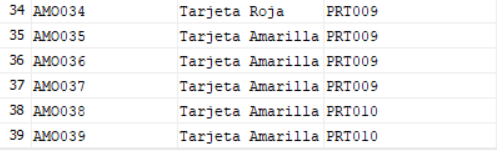 34 AMO034 Tarjeta Roja PRT009
35 AMO035 Tarjeta Amarilla PRT009
36 AMO036 Tarjeta Amarilla PRT009
37 AMO037 Tarjeta Amarilla PRT009
38 AMO038 Tarjeta Amarilla PRT010
39 AMO039 Tarjeta Amarilla PRT010